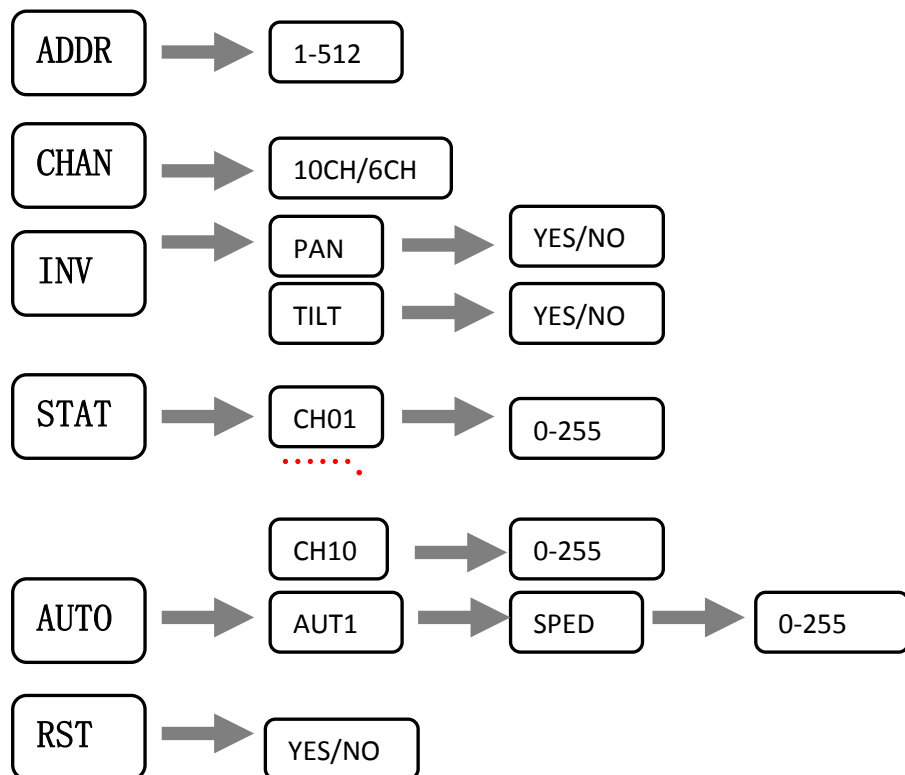 ADDR 1-512
CHAN 10CH/6CH
INV PAN YES/NO
TILT YES/NO
STAT CH01 0-255
CH10 0-255
AUTO AUT1 SPED 0-255
RST YES/NO